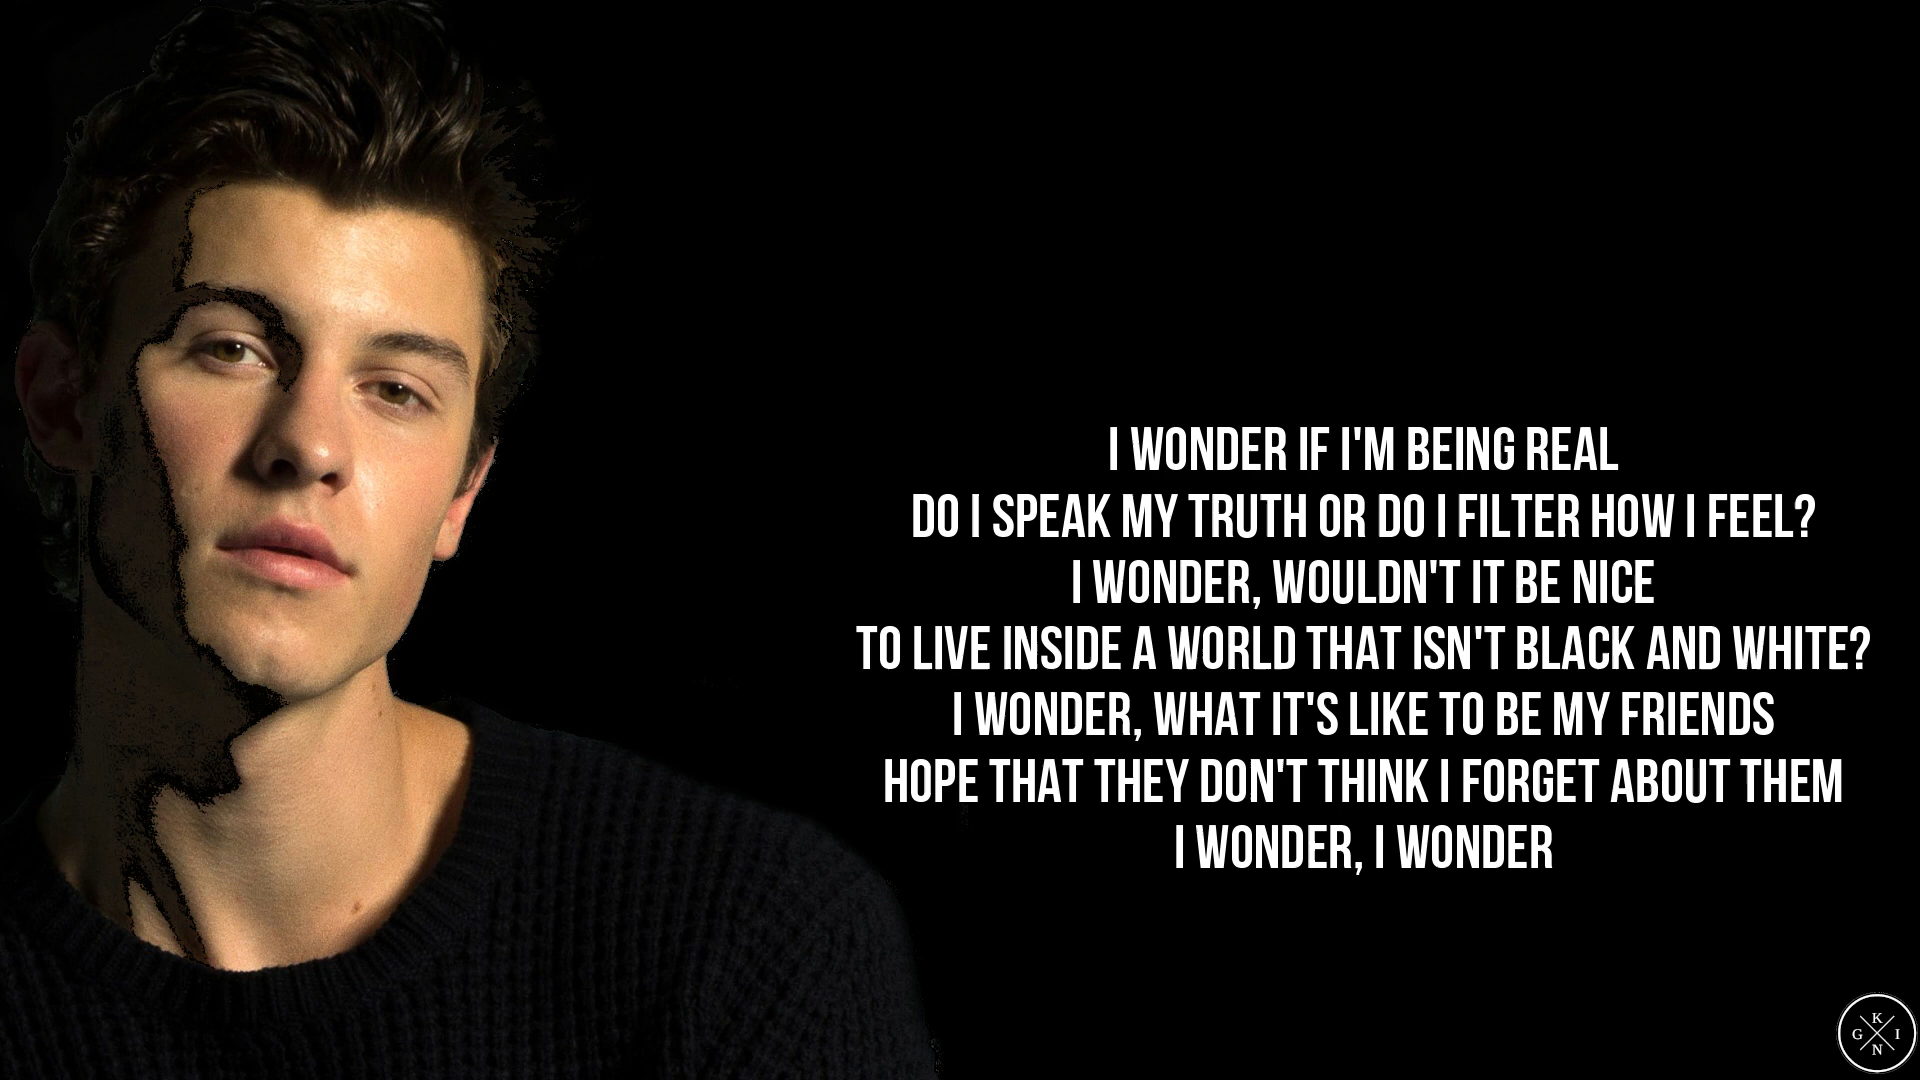 I WONDER IF I'M BEING REAL
DO I SPEAK MY TRUTH OR DO I FILTER HOW I FEEL?
I WONDER, WOULDN'T IT BE NICE
TO LIVE INSIDE A WORLD THAT ISN'T BLACK AND WHITE?
I WONDER, WHAT IT'S LIKE TO BE MY FRIENDS
HOPE THAT THEY DON'T THINK I FORGET ABOUT THEM
I WONDER, I WONDER
K
G I
N